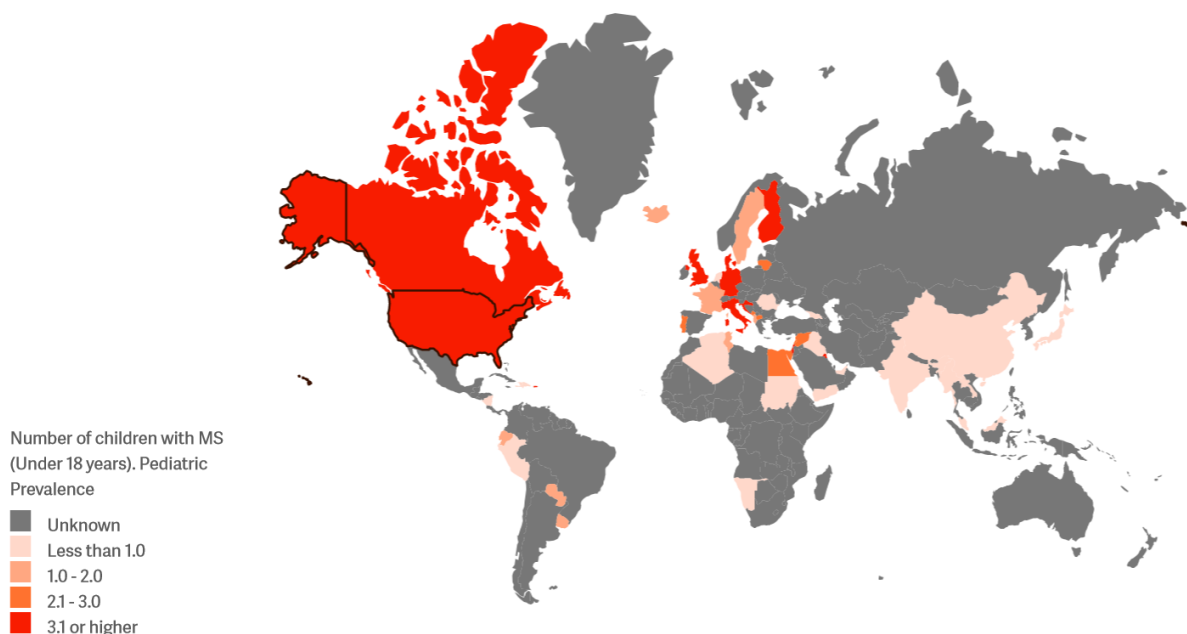 Number of children with MS
(Under 18 years). Pediatric
Prevalence
Unknown
Less than 1.0
1.0 - 2.0
2.1 - 3.0
3.1 or higher